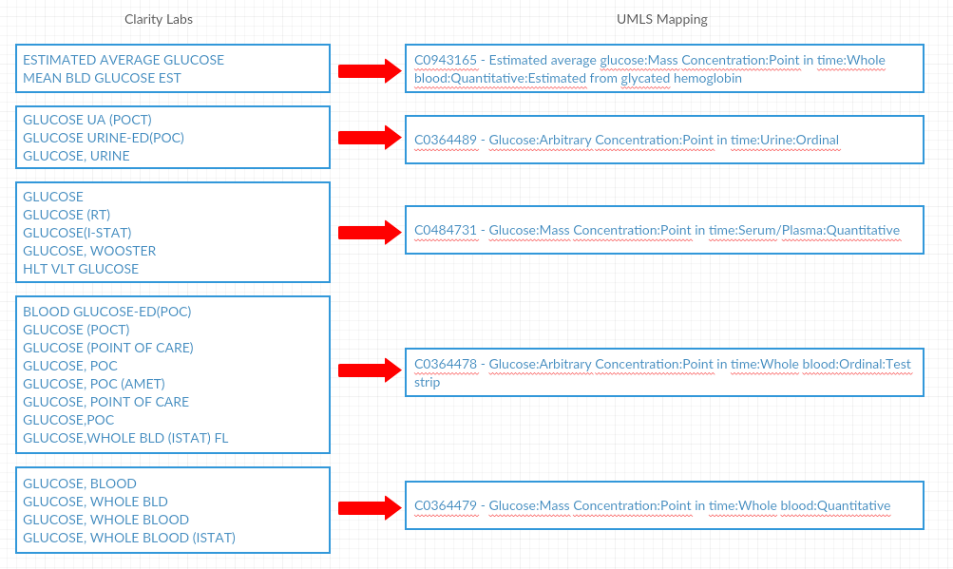 Clarity Labs
UMLS Mapping
ESTIMATED AVERAGE GLUCOSE
MEAN BLD GLUCOSE EST
C0943165 - Estimated average glucose:Mass Concentration:Point in time:Whole
blood:Quantitative:Estimated from glycated hemoglobin
GLUCOSE UA (POCT)
GLUCOSE URINE-ED(POC)
GLUCOSE, URINE
C0364489 - Glucose:Arbitrary Concentration:Point in time:Urine:Ordinal
GLUCOSE
GLUCOSE (RT)
GLUCOSE(I-STAT)
GLUCOSE, WOOSTER
HLT VLT GLUCOSE
C0484731 - Glucose:Mass Concentration:Point in time:Serum/Plasma:Quantitative
BLOOD GLUCOSE-ED(POC)
GLUCOSE (POCT)
GLUCOSE (POINT OF CARE)
GLUCOSE, POC
GLUCOSE, POC (AMET)
GLUCOSE, POINT OF CARE
GLUCOSE,POC
GLUCOSE,WHOLE BLD (ISTAT) FL
C0364478 - Glucose:Arbitrary Concentration:Point in time:Whole blood:Ordinal:Test
strip
GLUCOSE, BLOOD
GLUCOSE, WHOLE BLD
GLUCOSE, WHOLE BLOOD
GLUCOSE, WHOLE BLOOD (ISTAT)
C0364479 - Glucose:Mass Concentration:Point in time:Whole blood:Quantitative